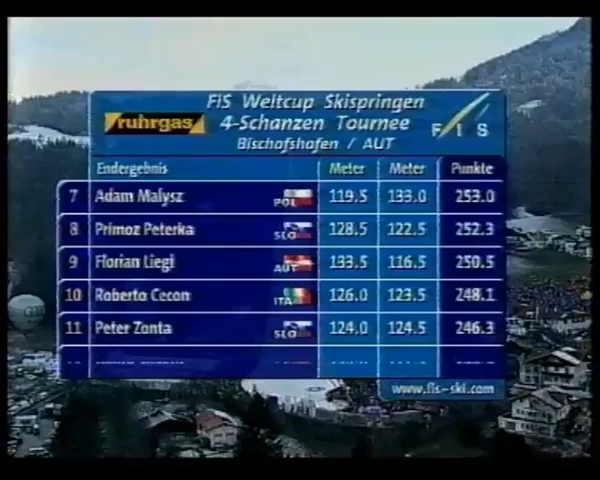 FIS Weltcup Skispringen
ruhrgas 4-Schanzen Tournee FIS
Bischofshofen / AUT
Endergebnis Meter Meter Punkte
7 Adam Malysz POL 119.5 133.0 253.0
8 Primoz Peterka SLO 128.5 122.5 252.3
9 Florian Liegl AUT 133.5 116.5 250.5
10 Roberto Cecon ITA 126.0 123.5 248.1
11 Peter Zonta SLO 124.0 124.5 246.3
www.fis-ski.com